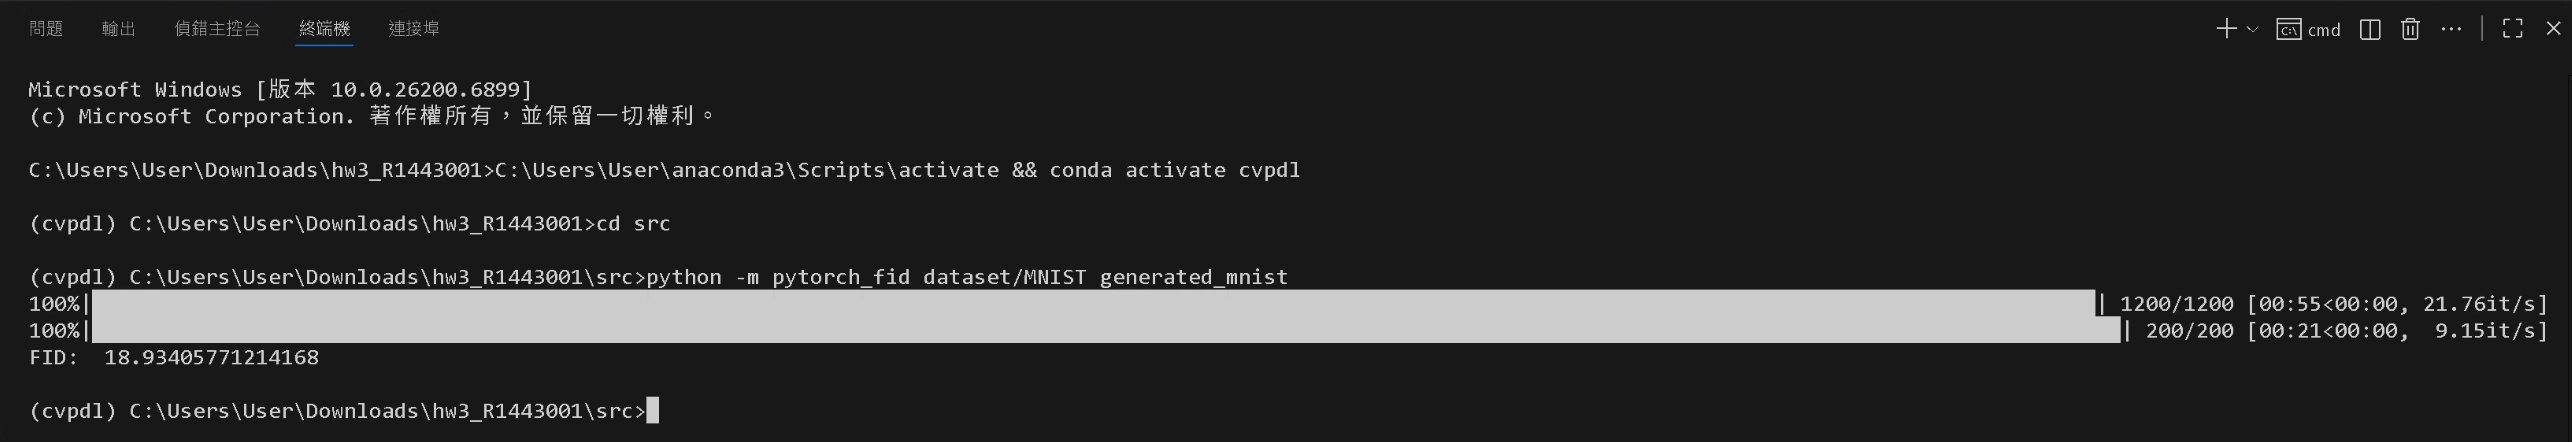 問題 輸出 偵錯主控台 終端機 連接埠 cmd
Microsoft Windows [版本 10.0.26200.6899]
(c) Microsoft Corporation. 著作權所有，並保留一切權利。
C:\Users\User\Downloads\hw3_R1443001>C:\Users\User\anaconda3\Scripts\activate && conda activate cvpdl
(cvpdl) C:\Users\User\Downloads\hw3_R1443001>cd src
(cvpdl) C:\Users\User\Downloads\hw3_R1443001\src>python -m pytorch_fid dataset/MNIST generated_mnist
100%| | 1200/1200 [00:55<00:00, 21.76it/s]
100%| | 200/200 [00:21<00:00,  9.15it/s]
FID:  18.93405771214168
(cvpdl) C:\Users\User\Downloads\hw3_R1443001\src>